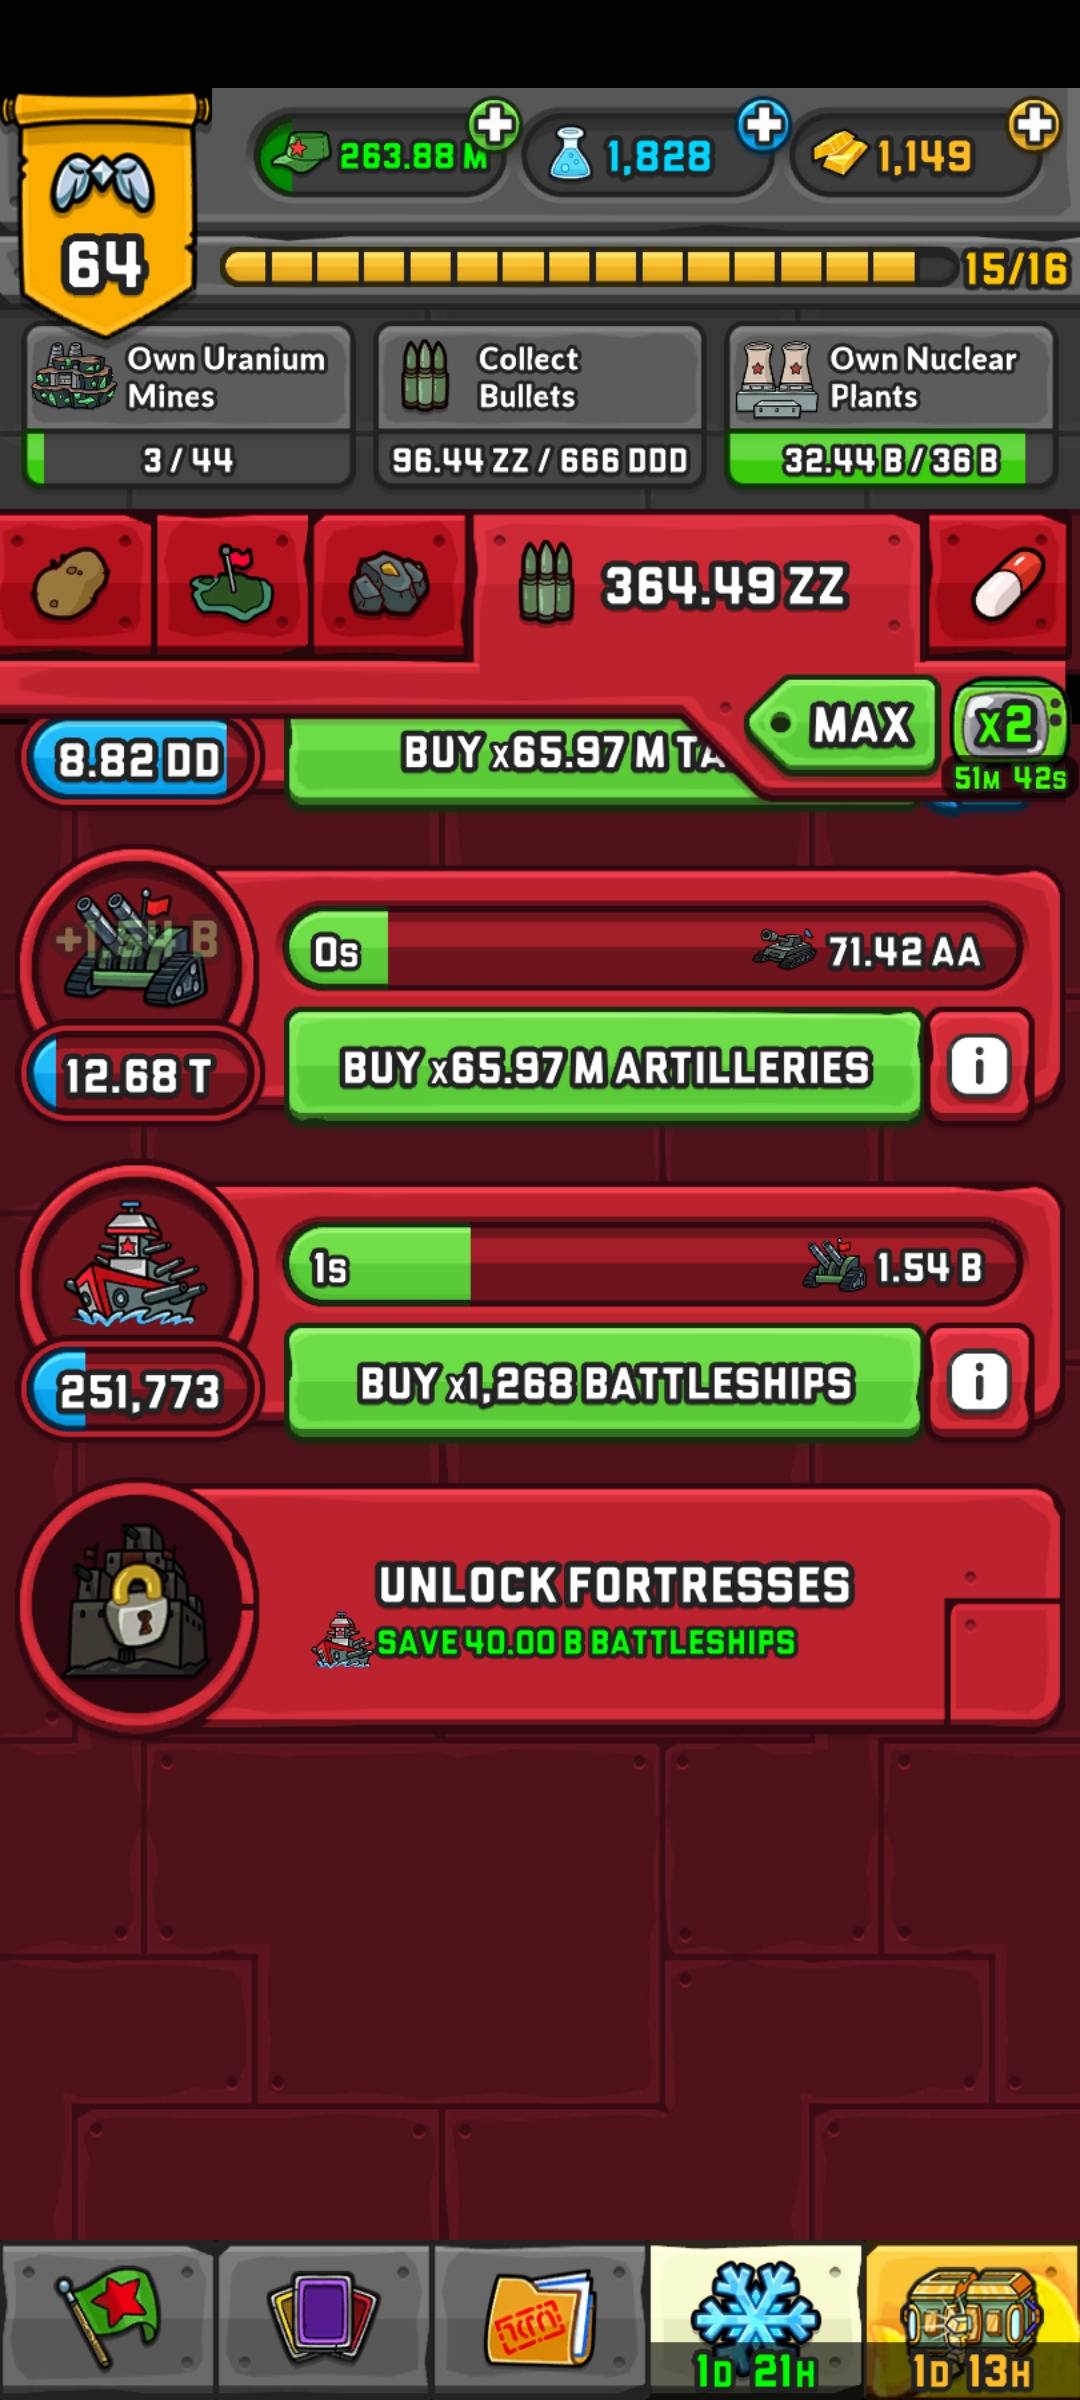 263.88 M
1,828
1,149
64
15/16
Own Uranium
Mines
3 / 44
Collect
Bullets
96.44 ZZ / 666 DDD
Own Nuclear
Plants
32.44 B / 36 B
364.49 ZZ
MAX
x2
51M 42S
8.82 DD
BUY x65.97 M TA
+1.54 B
0s
71.42 AA
12.68 T
BUY x65.97 M ARTILLERIES
i
1s
1.54 B
251,773
BUY x1,268 BATTLESHIPS
i
UNLOCK FORTRESSES
SAVE 40.00 B BATTLESHIPS
1D 21H
1D 13H